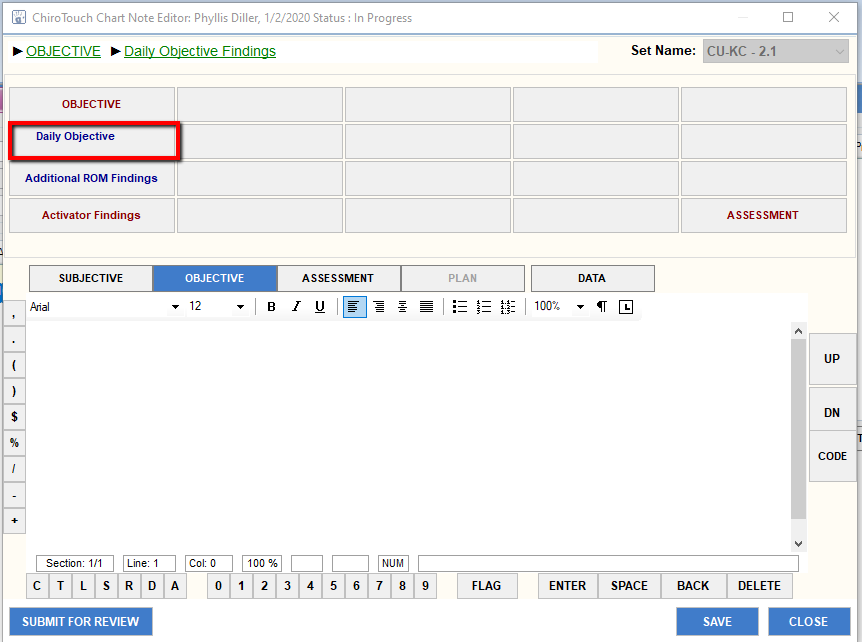 ChiroTouch Chart Note Editor: Phyllis Diller, 1/2/2020 Status : In Progress
OBJECTIVE Daily Objective Findings Set Name: CU-KC - 2.1
OBJECTIVE
Daily Objective
Additional ROM Findings
Activator Findings ASSESSMENT
SUBJECTIVE OBJECTIVE ASSESSMENT PLAN DATA
Arial 12 B I U 100% ¶ L
,
.
(
)
$
%
/
-
+
UP
DN
CODE
Section: 1/1 Line: 1 Col: 0 100 % NUM
C T L S R D A 0 1 2 3 4 5 6 7 8 9 FLAG ENTER SPACE BACK DELETE
SUBMIT FOR REVIEW SAVE CLOSE